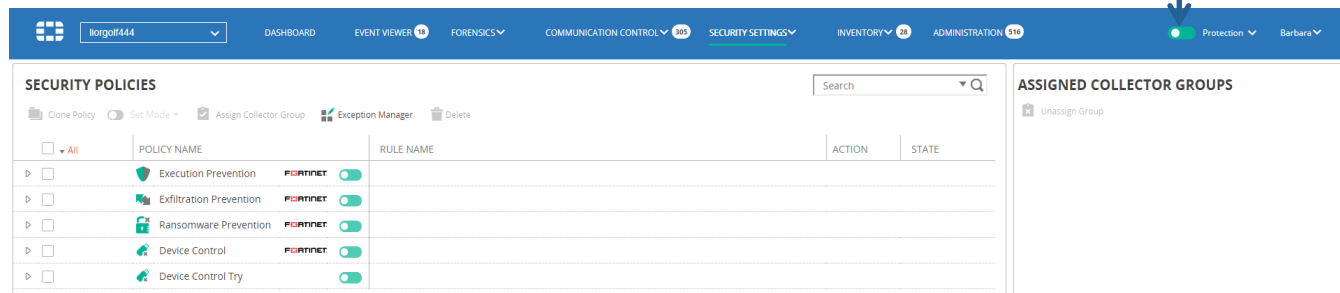 liorgolf444 DASHBOARD EVENT VIEWER 18 FORENSICS COMMUNICATION CONTROL 305 SECURITY SETTINGS INVENTORY 28 ADMINISTRATION 516 Protection Barbara
SECURITY POLICIES Search
Clone Policy Set Mode Assign Collector Group Exception Manager Delete
All POLICY NAME RULE NAME ACTION STATE
Execution Prevention FORTINET
Exfiltration Prevention FORTINET
Ransomware Prevention FORTINET
Device Control FORTINET
Device Control Try
ASSIGNED COLLECTOR GROUPS
Unassign Group